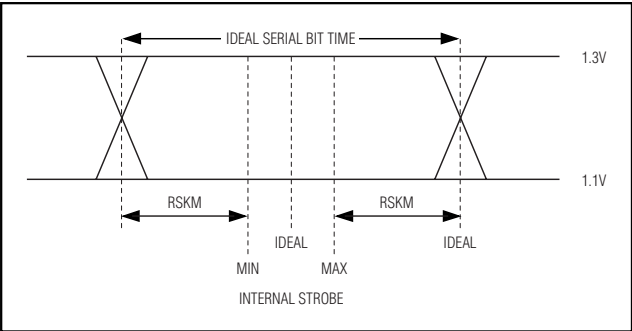 IDEAL SERIAL BIT TIME
1.3V
1.1V
RSKM
RSKM
IDEAL
IDEAL
MIN
MAX
INTERNAL STROBE